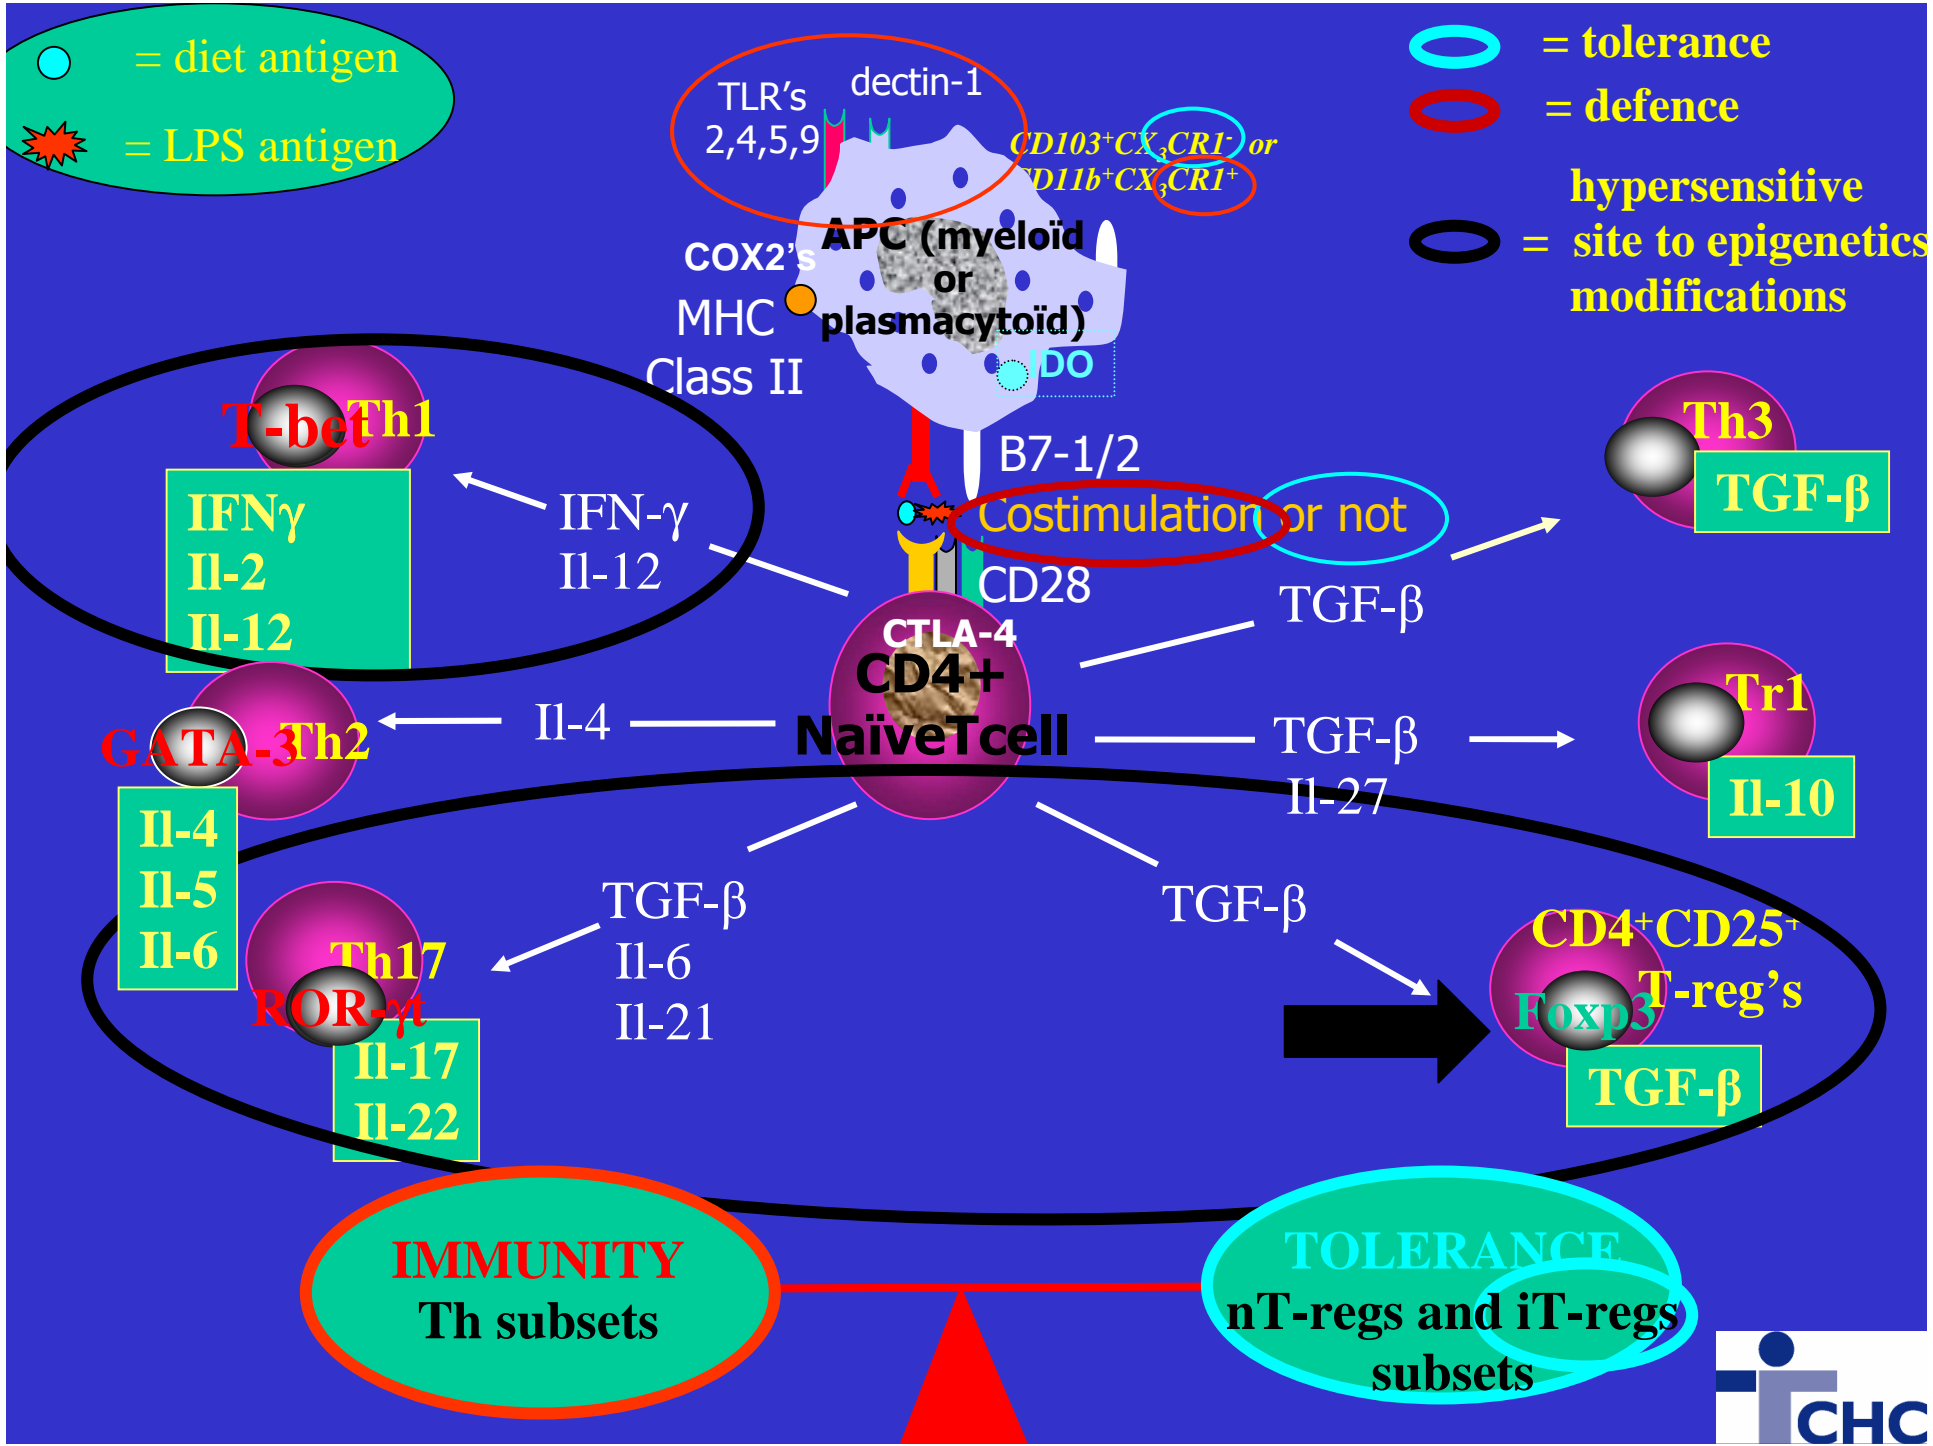 = diet antigen
= LPS antigen
TLR's
2,4,5,9
dectin-1
CD103⁺CX₃CR1⁻ or
CD11b⁺CX₃CR1⁺
= tolerance
= defence
hypersensitive
= site to epigenetics
modifications
COX2's
MHC
Class II
APC (myeloïd
or
plasmacytoïd)
IDO
B7-1/2
Costimulation or not
CD28
CTLA-4
CD4+
NaïveTcell
T-bet
Th1
IFNγ
Il-2
Il-12
IFN-γ
Il-12
GATA-3
Th2
Il-4
Il-4
Il-5
Il-6
Th17
ROR-γt
Il-17
Il-22
TGF-β
Il-6
Il-21
TGF-β
Th3
TGF-β
TGF-β
Il-27
Tr1
Il-10
TGF-β
CD4⁺CD25⁺
T-reg's
Foxp3
TGF-β
IMMUNITY
Th subsets
TOLERANCE
nT-regs and iT-regs
subsets
CHC